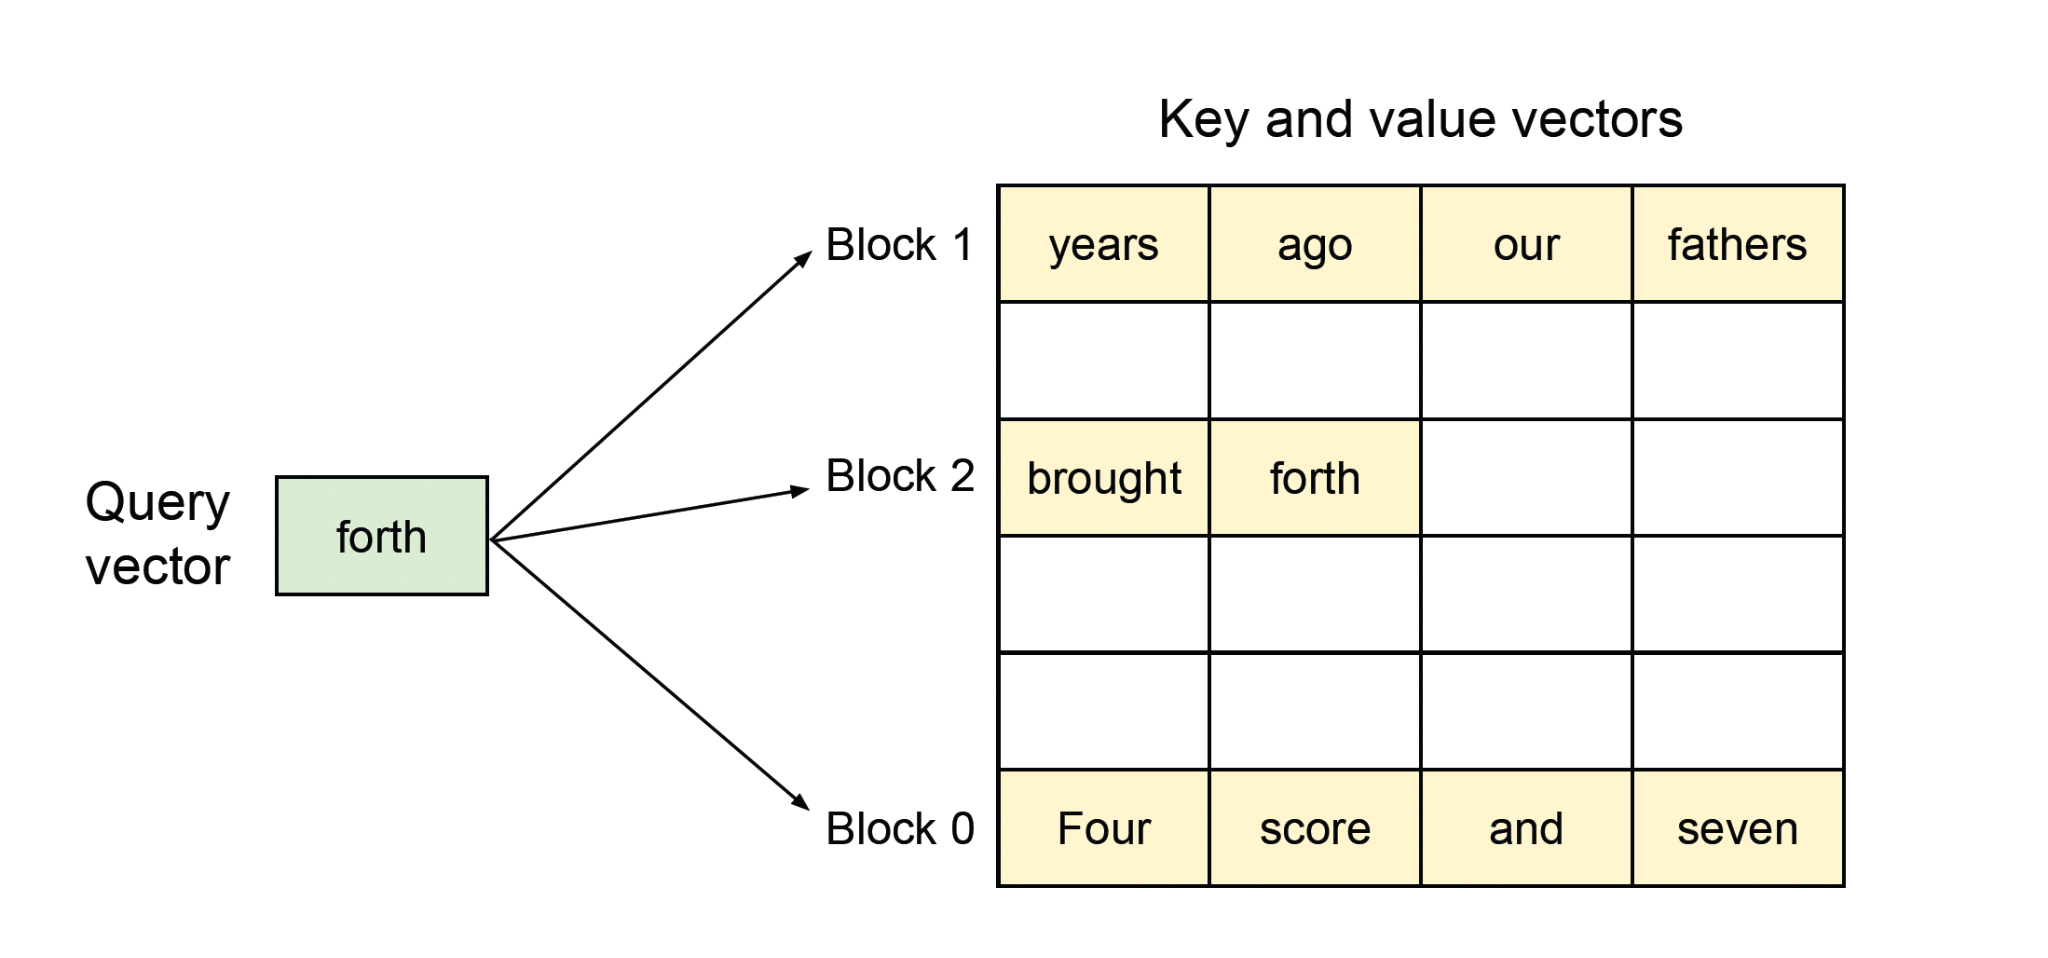 Key and value vectors
Block 1 years ago our fathers
Query
vector
forth
Block 2 brought forth
Block 0 Four score and seven